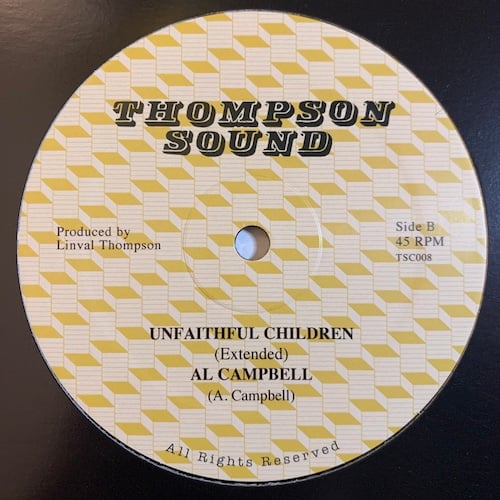 THOMPSON
SOUND
Produced by
Linval Thompson
Side B
45 RPM
TSC008
UNFAITHFUL CHILDREN
(Extended)
AL CAMPBELL
(A. Campbell)
All Rights Reserved